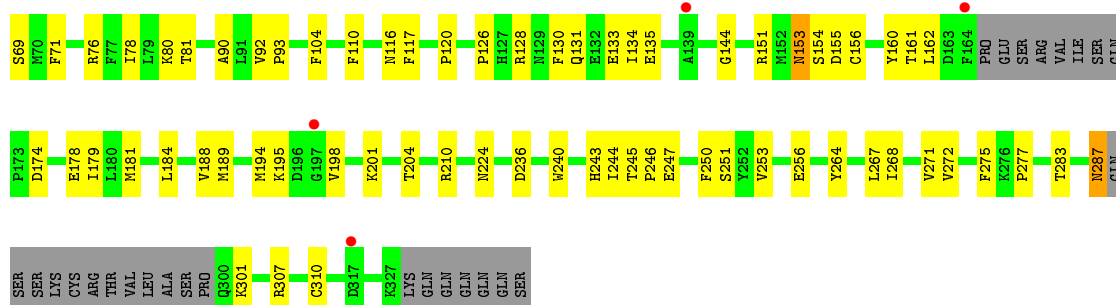 S69 M70 F71 R76 F77 I78 L79 K80 T81 A90 L91 V92 P93 F104 F110 N116 F117 P120 P126 H127 R128 N129 F130 Q131 E132 E133 I134 E135 A139 G144 R151 M152 N153 S154 D155 C156 Y160 T161 L162 D163 F164 PRO GLU SER ARG VAL ILE SER GLN
P173 D174 E178 I179 L180 M181 L184 V188 M189 M194 K195 D196 G197 V198 K201 T204 R210 N224 D236 W240 H243 I244 T245 P246 E247 F250 S251 Y252 V253 E256 Y264 L267 I268 V271 V272 F275 K276 P277 T283 N287 GLN
SER SER LYS CYS ARG THR VAL LEU ALA SER PRO Q300 K301 R307 C310 D317 K327 LYS GLN GLN GLN GLN GLN SER